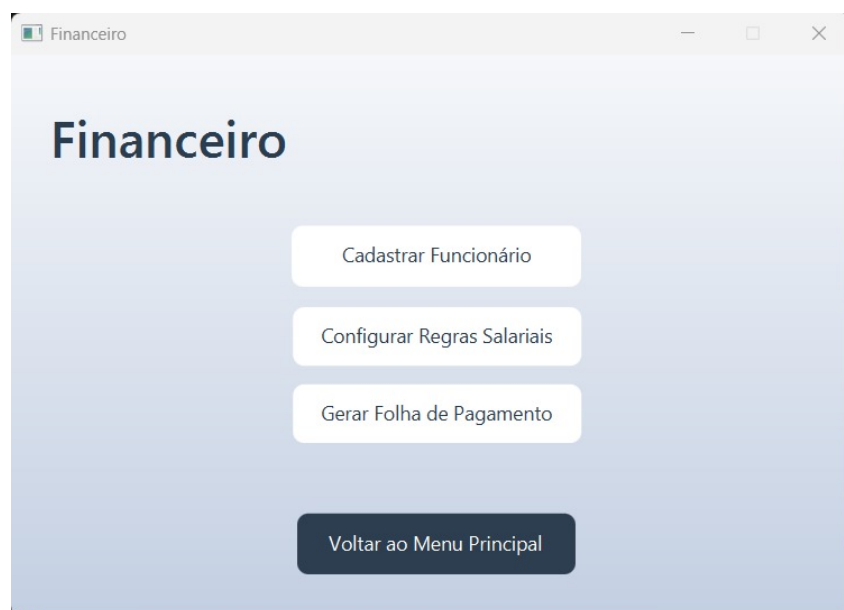 Financeiro
Financeiro
Cadastrar Funcionário
Configurar Regras Salariais
Gerar Folha de Pagamento
Voltar ao Menu Principal